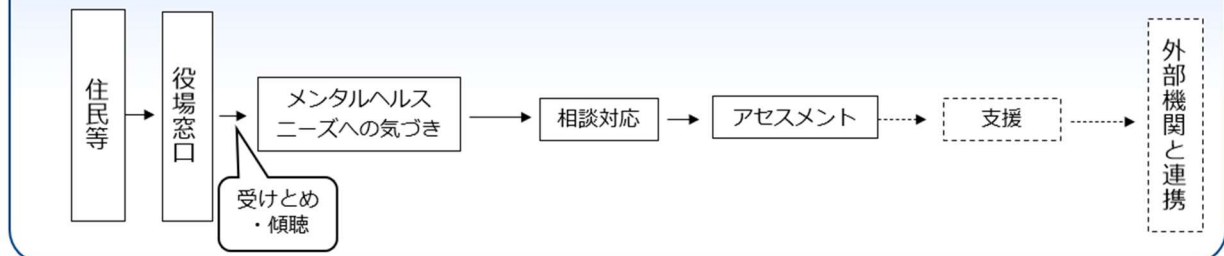 住民等
役場窓口
メンタルヘルス
ニーズへの気づき
受けとめ
・傾聴
相談対応
アセスメント
支援
外部機関と連携